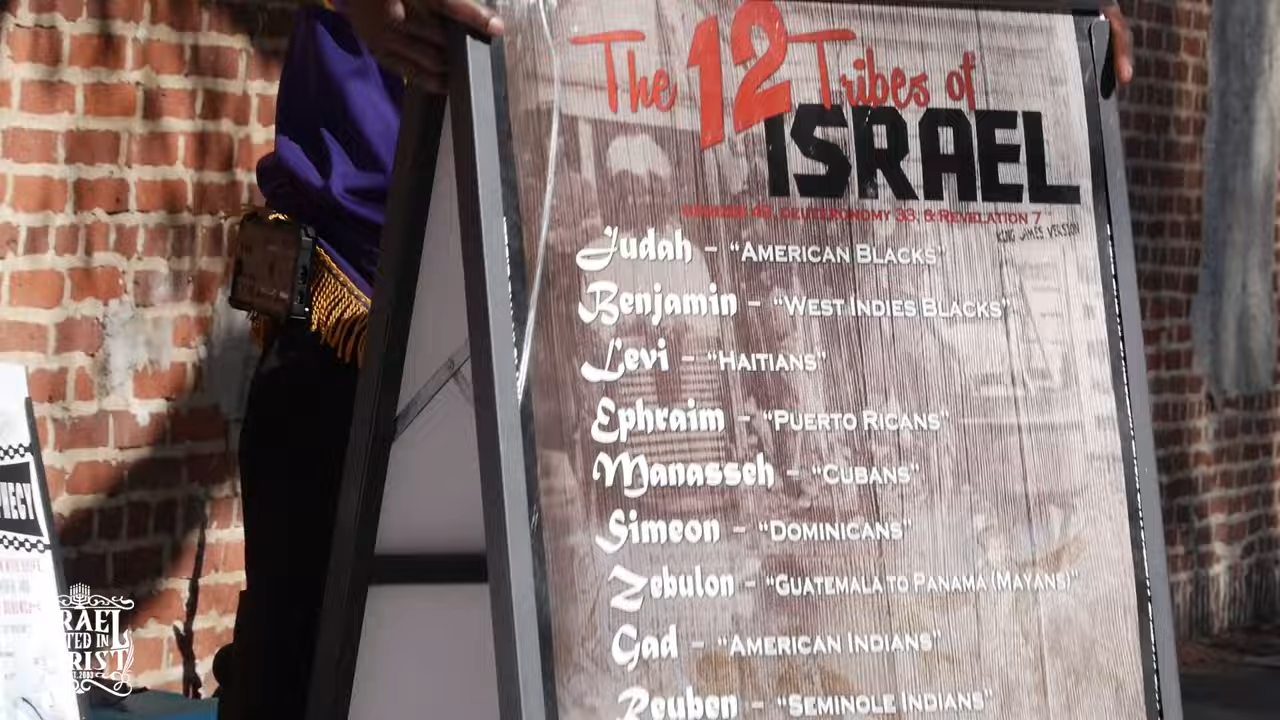 The 12 Tribes of
ISRAEL
DEUTERONOMY 33, & REVELATION 7
KING JAMES VERSION
Judah – "AMERICAN BLACKS"
Benjamin – "WEST INDIES BLACKS"
Levi – "HAITIANS"
Ephraim – "PUERTO RICANS"
Manasseh – "CUBANS"
Simeon – "DOMINICANS"
Zebulon – "GUATEMALA TO PANAMA (MAYANS)"
Gad – "AMERICAN INDIANS"
Reuben – "SEMINOLE INDIANS"